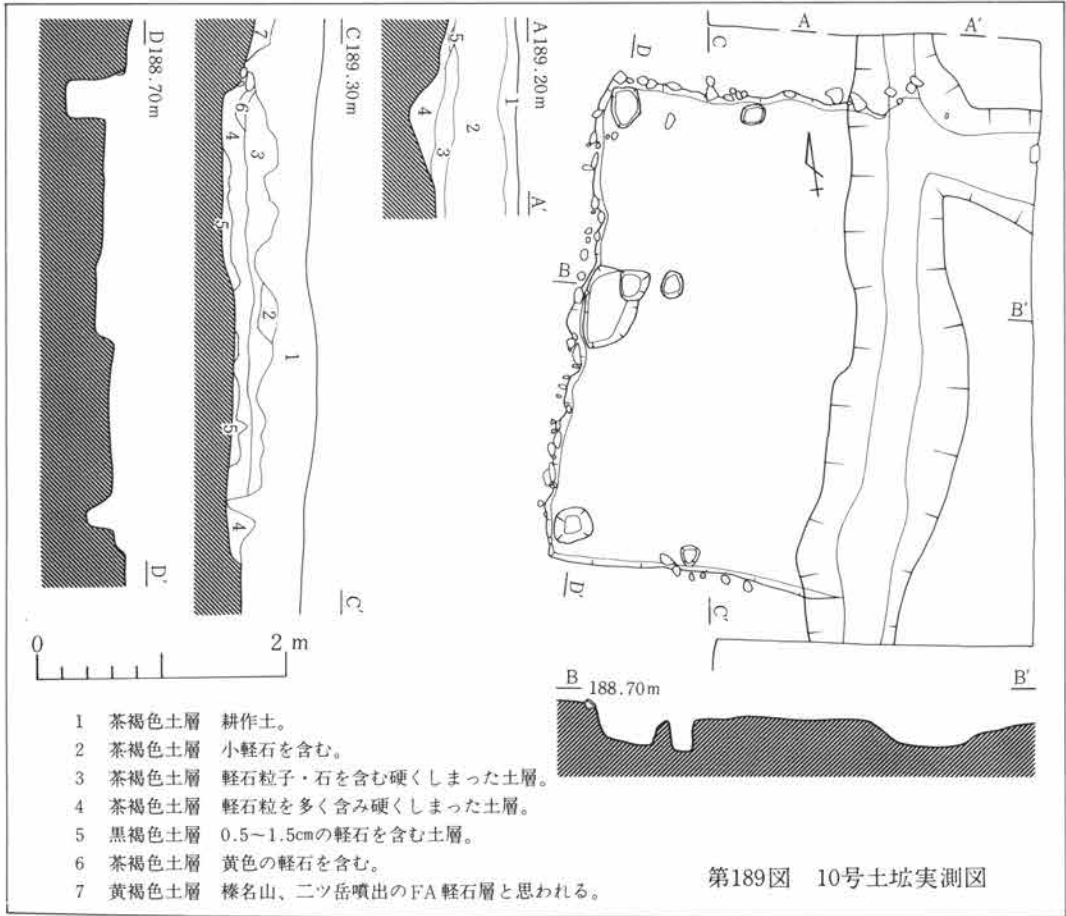 D 188.70m
D'
C 189.30m
C'
7
6
4
3
5
2
1
5
4
A 189.20m
A'
5
1
4
2
3
A
A'
C
D
B
B'
D'
C'
B 188.70m
B'
0 2 m
1 茶褐色土層 耕作土。
2 茶褐色土層 小軽石を含む。
3 茶褐色土層 軽石粒子・石を含む硬くしまった土層。
4 茶褐色土層 軽石粒を多く含み硬くしまった土層。
5 黒褐色土層 0.5~1.5cmの軽石を含む土層。
6 茶褐色土層 黄色の軽石を含む。
7 黄褐色土層 榛名山、二ツ岳噴出のFA軽石層と思われる。
第189図 10号土坑実測図